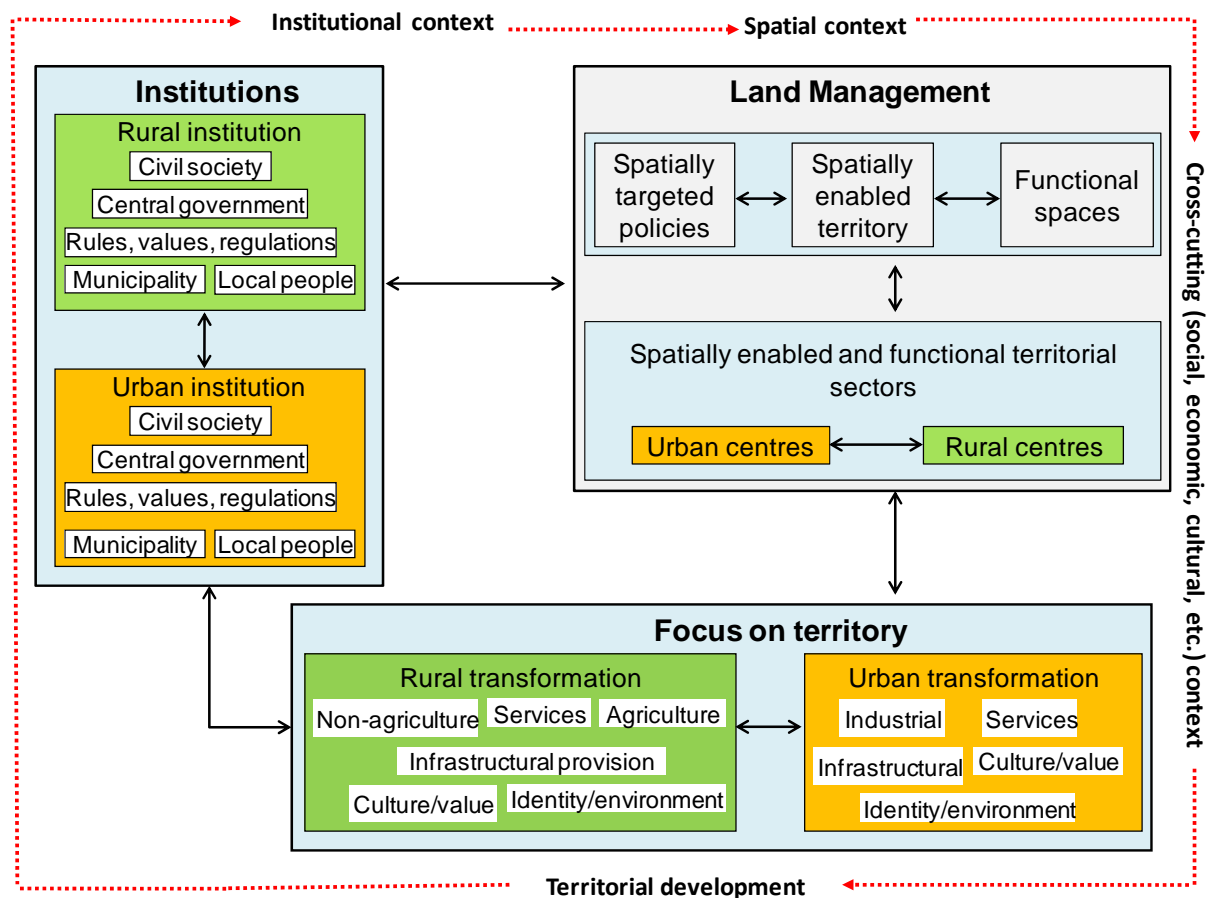 Institutional context
Spatial context
Institutions
Rural institution
Civil society
Central government
Rules, values, regulations
Municipality
Local people
Urban institution
Civil society
Central government
Rules, values, regulations
Municipality
Local people
Land Management
Spatially
targeted
policies
Spatially
enabled
territory
Functional
spaces
Spatially enabled and functional territorial
sectors
Urban centres
Rural centres
Cross-cutting (social, economic, cultural, etc.) context
Focus on territory
Rural transformation
Non-agriculture
Services
Agriculture
Infrastructural provision
Culture/value
Identity/environment
Urban transformation
Industrial
Services
Infrastructural
Culture/value
Identity/environment
Territorial development